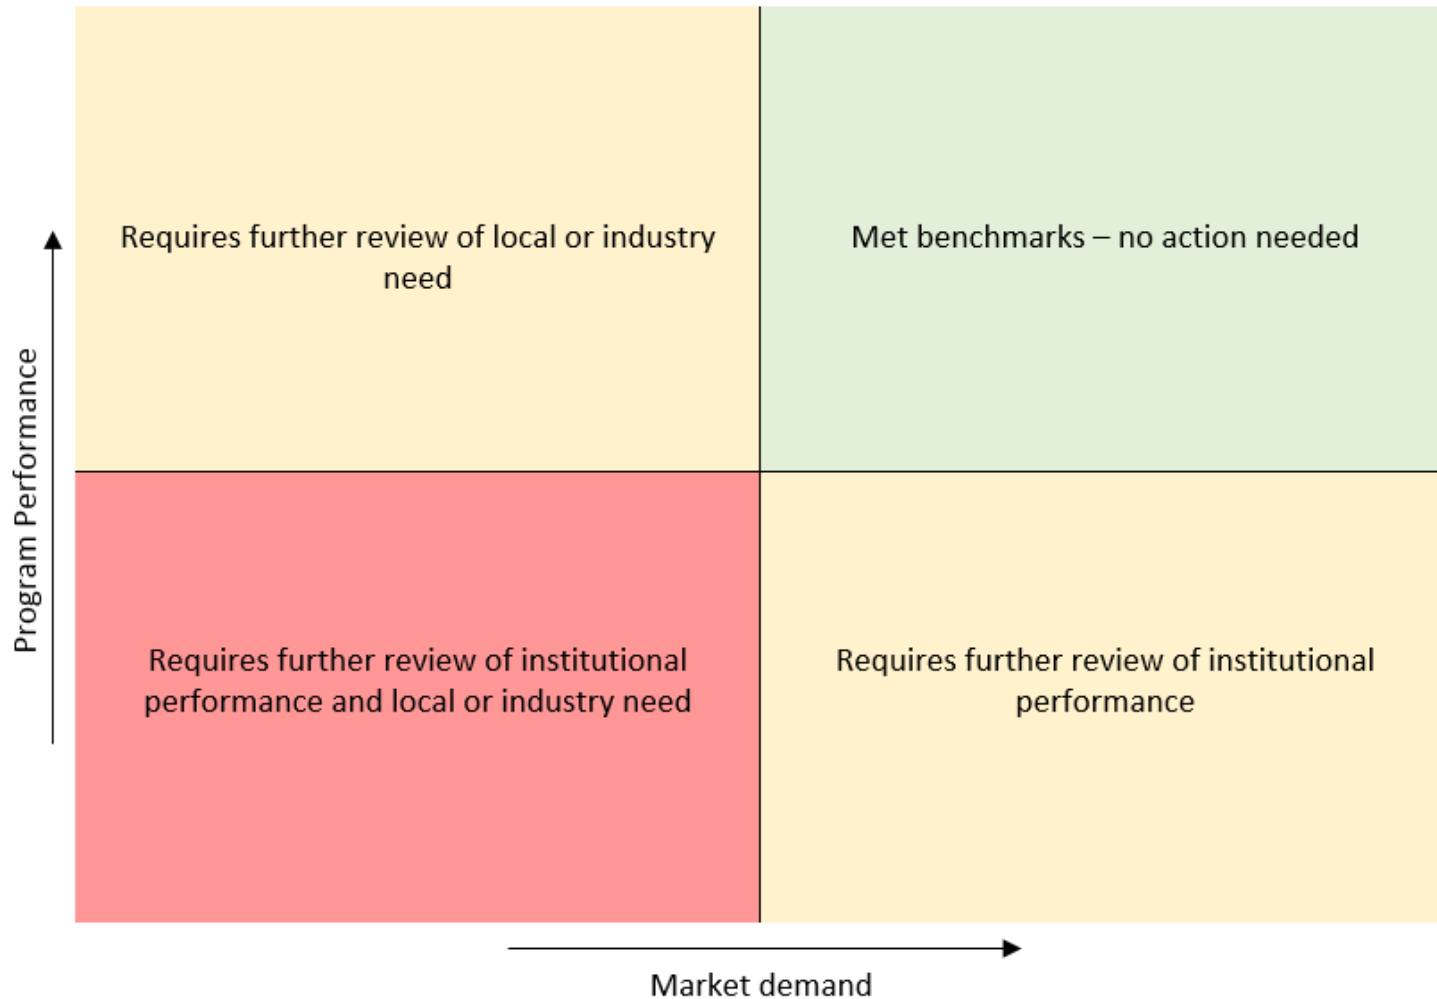 Requires further review of local or industry
need
Met benchmarks – no action needed
Program Performance
Requires further review of institutional
performance and local or industry need
Requires further review of institutional
performance
Market demand